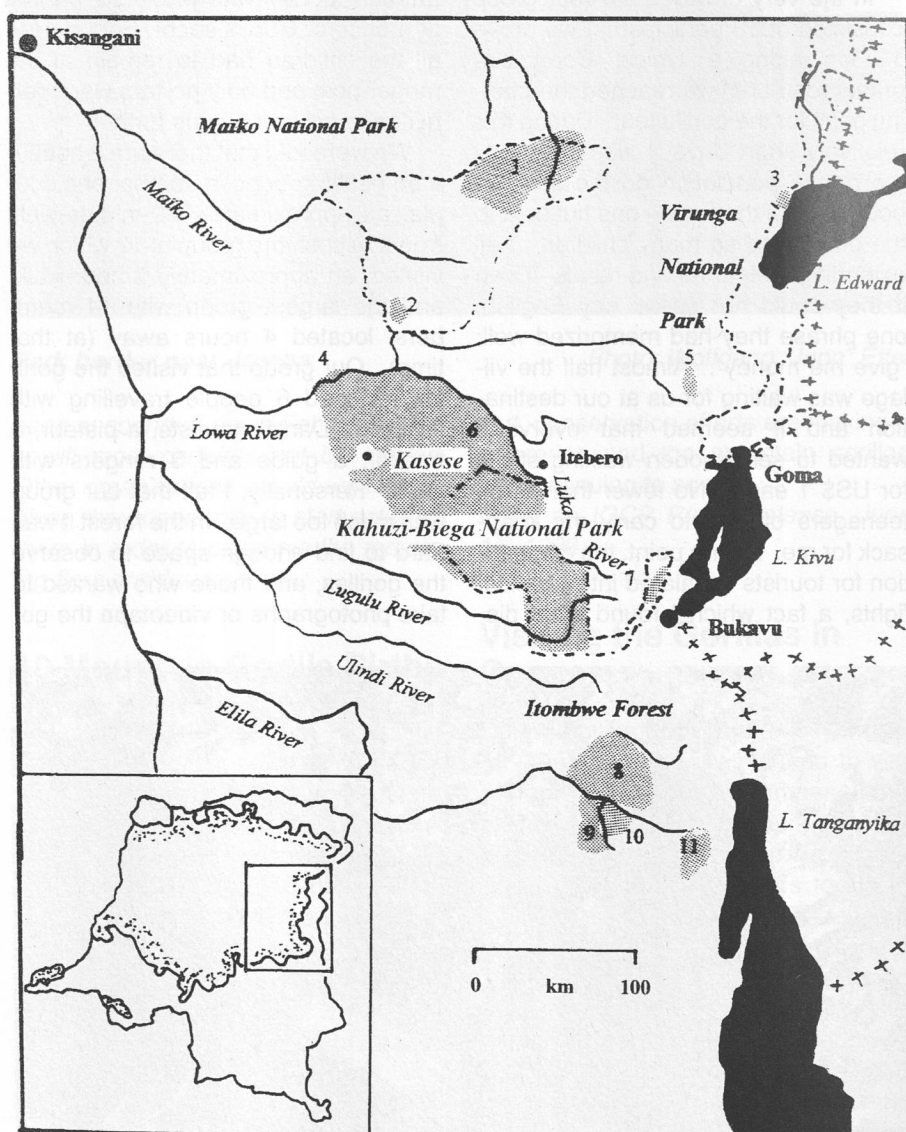 Kisangani
Maïko National Park
Maiko River
1
2
3
Virunga
National
Park
L. Edward
4
5
Lowa River
6
Kasese
Itebero
Luka
River
Goma
Kahuzi-Biega National Park
L. Kivu
Lugulu River
Bukavu
Ulindi River
Elila River
Itombwe Forest
8
9
10
11
L. Tanganyika
0 100
km